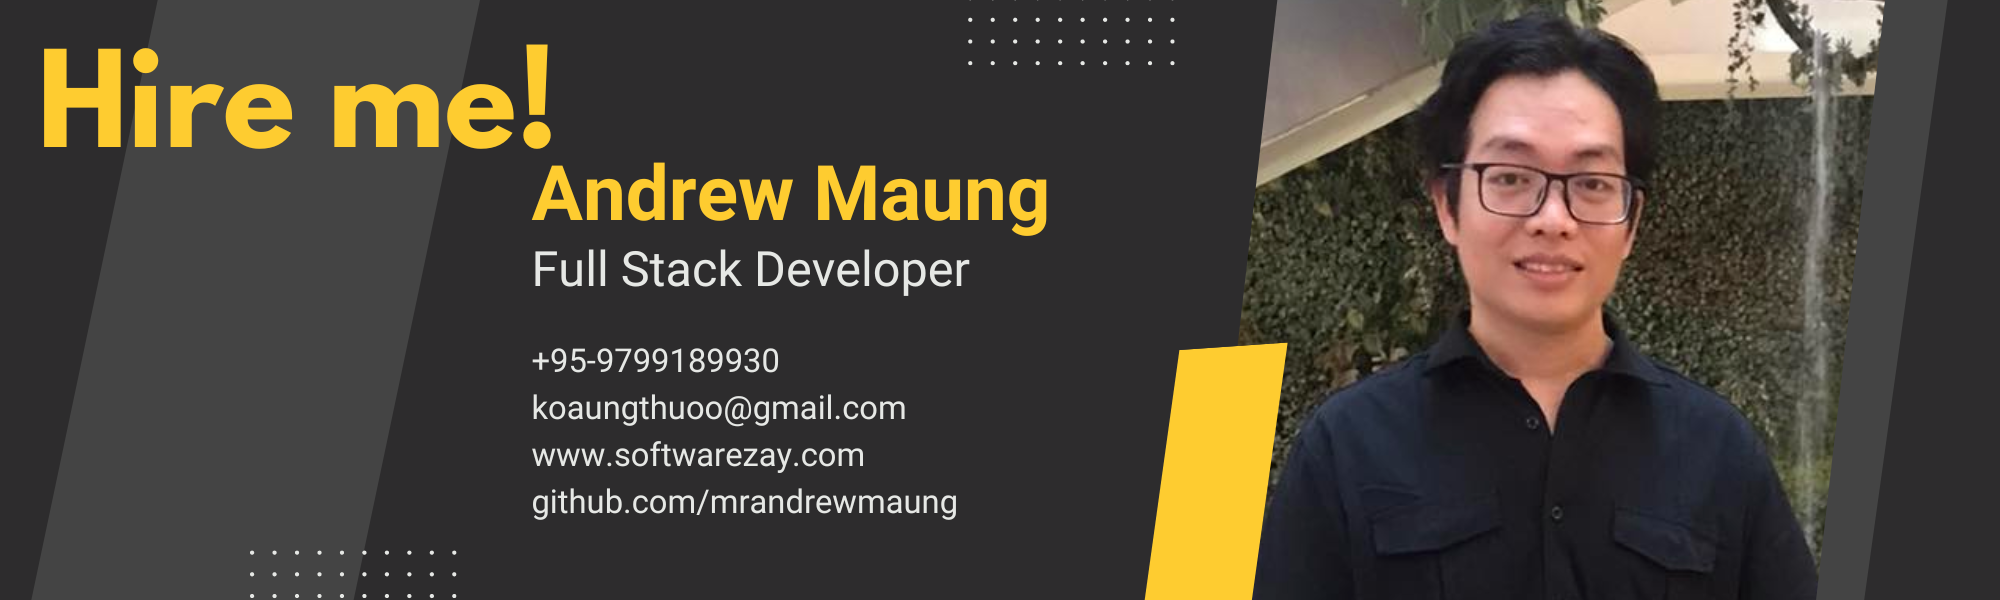 Hire me!
Andrew Maung
Full Stack Developer
+95-9799189930
koaungthuoo@gmail.com
www.softwarezay.com
github.com/mrandrewmaung